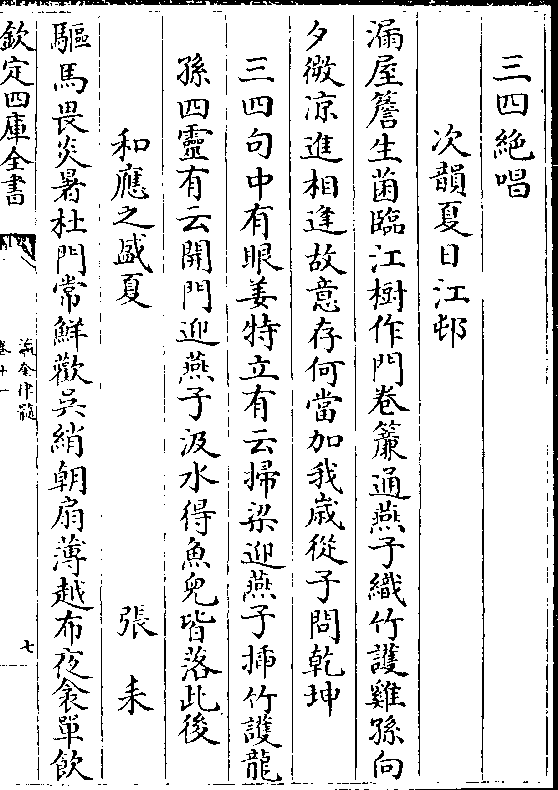 三四絶唱
次韻夏日江邨
漏屋簷生菌臨江樹作門卷簾通燕子織竹護雞孫向
夕微凉進相逢故意存何當加我歲從子問乾坤
三四句中有眼姜特立有云掃梁迎燕子揷竹護龍
孫四靈有云開門迎燕子汲水得魚兒皆落此後
和應之盛夏　張耒
驅馬畏炎暑杜門常鮮歡呉綃朝扇薄越布夜衾單飲
欽定四庫全書
瀛奎律髓
卷十一
七